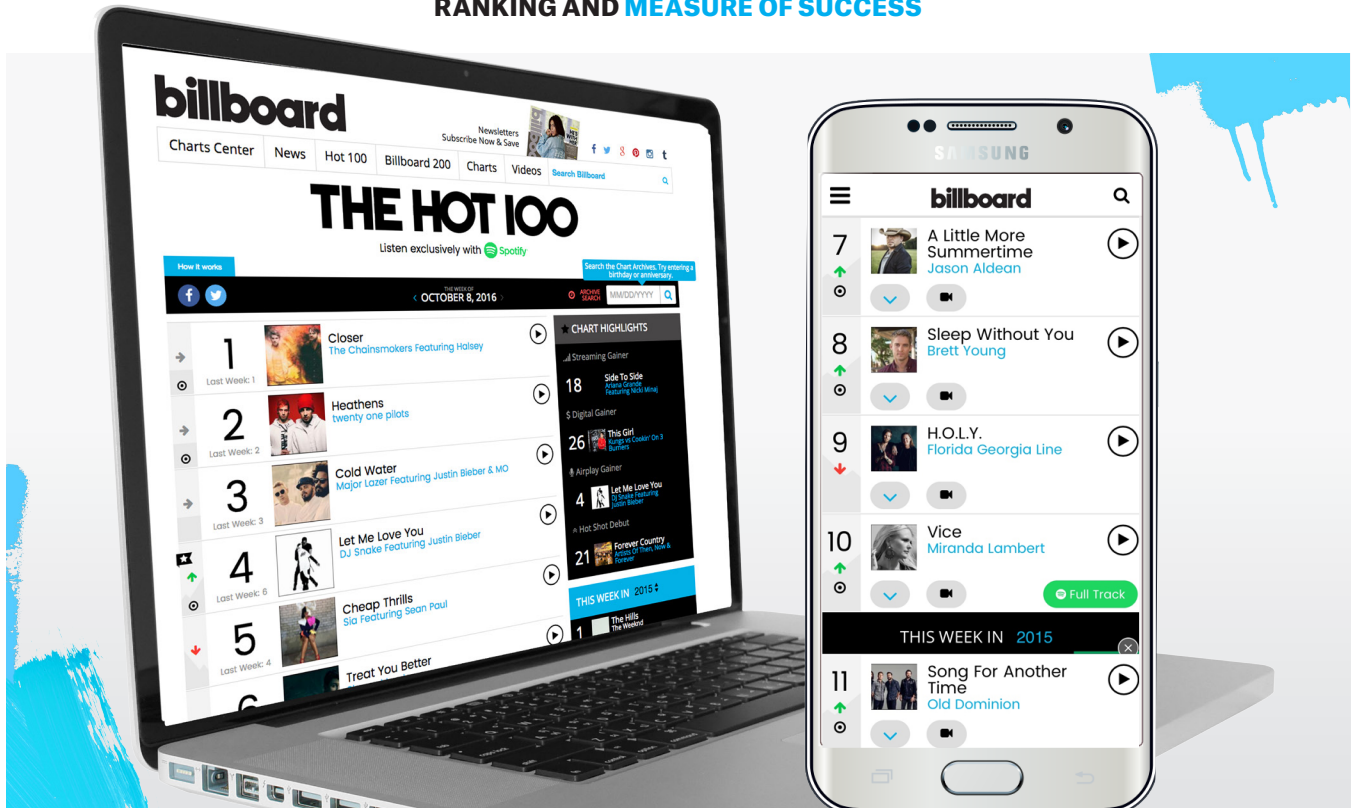 RANKING AND MEASURE OF SUCCESS
billboard
Newsletters
Subscribe Now & Save
Charts Center News Hot 100 Billboard 200 Charts Videos Search Billboard
THE HOT 100
Listen exclusively with Spotify
How it works
Search the Chart Archives. Try entering a
birthday or anniversary.
THE WEEK OF
OCTOBER 8, 2016
ARCHIVE
SEARCH
MM/DD/YYYY
1
Last Week: 1
Closer
The Chainsmokers Featuring Halsey
2
Last Week: 2
Heathens
twenty one pilots
3
Last Week: 3
Cold Water
Major Lazer Featuring Justin Bieber & MO
4
Last Week: 6
Let Me Love You
DJ Snake Featuring Justin Bieber
5
Last Week: 4
Cheap Thrills
Sia Featuring Sean Paul
6
Treat You Better
CHART HIGHLIGHTS
Streaming Gainer
18
Side To Side
Ariana Grande
Featuring Nicki Minaj
$ Digital Gainer
26
This Girl
Kungs vs Cookin' On 3
Burners
Airplay Gainer
4
Let Me Love You
DJ Snake Featuring
Justin Bieber
Hot Shot Debut
21
Forever Country
Artists Of Then, Now &
Forever
THIS WEEK IN 2015
1
The Hills
The Weeknd
SAMSUNG
billboard
7
A Little More
Summertime
Jason Aldean
8
Sleep Without You
Brett Young
9
H.O.L.Y.
Florida Georgia Line
10
Vice
Miranda Lambert
Full Track
THIS WEEK IN 2015
11
Song For Another
Time
Old Dominion